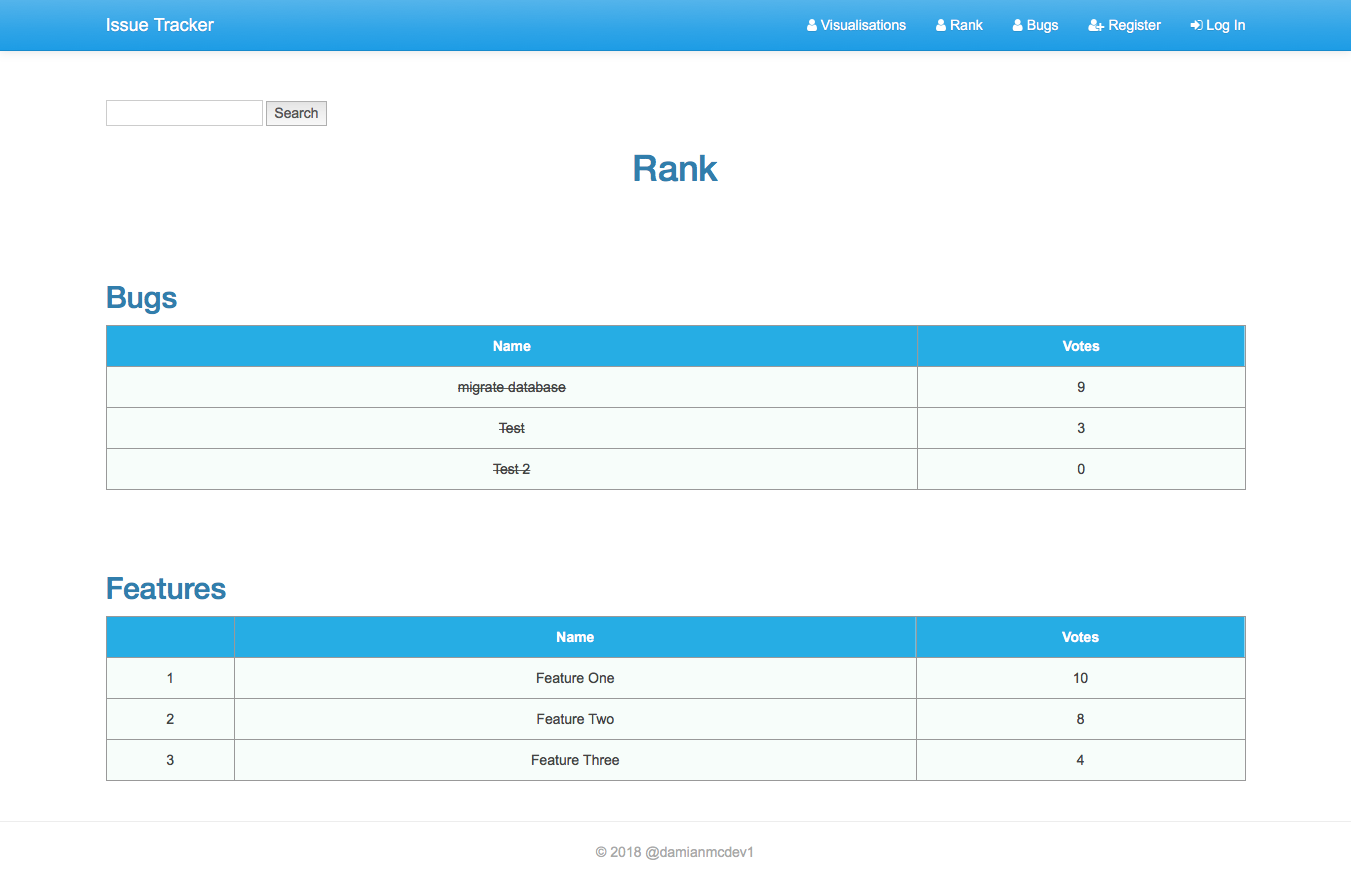 Issue Tracker Visualisations Rank Bugs Register Log In
Search
Rank
Bugs
Name Votes
migrate database 9
Test 3
Test 2 0
Features
Name Votes
1 Feature One 10
2 Feature Two 8
3 Feature Three 4
© 2018 @damianmcdev1